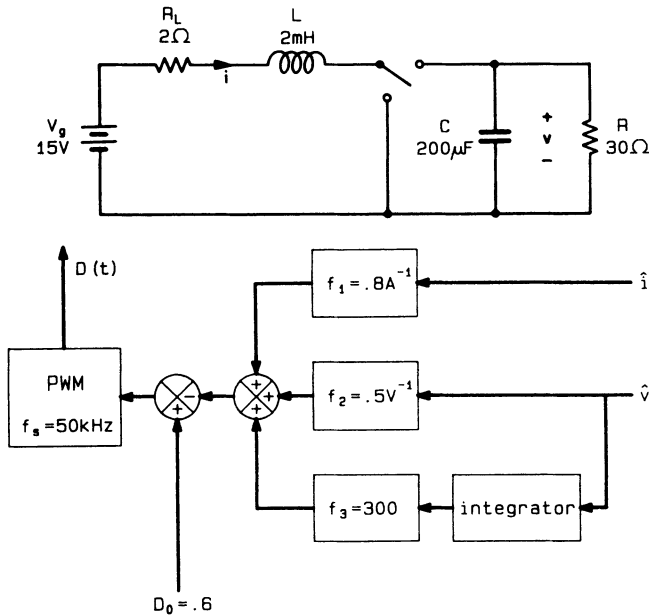 R_L
2Ω
L
2mH
i
V_g
15V
C
200μF
+
v
-
R
30Ω
D(t)
f_1=.8A^-1
î
PWM
f_s=50kHz
-
+
+
+
+
f_2=.5V^-1
v̂
f_3=300
integrator
D_0=.6